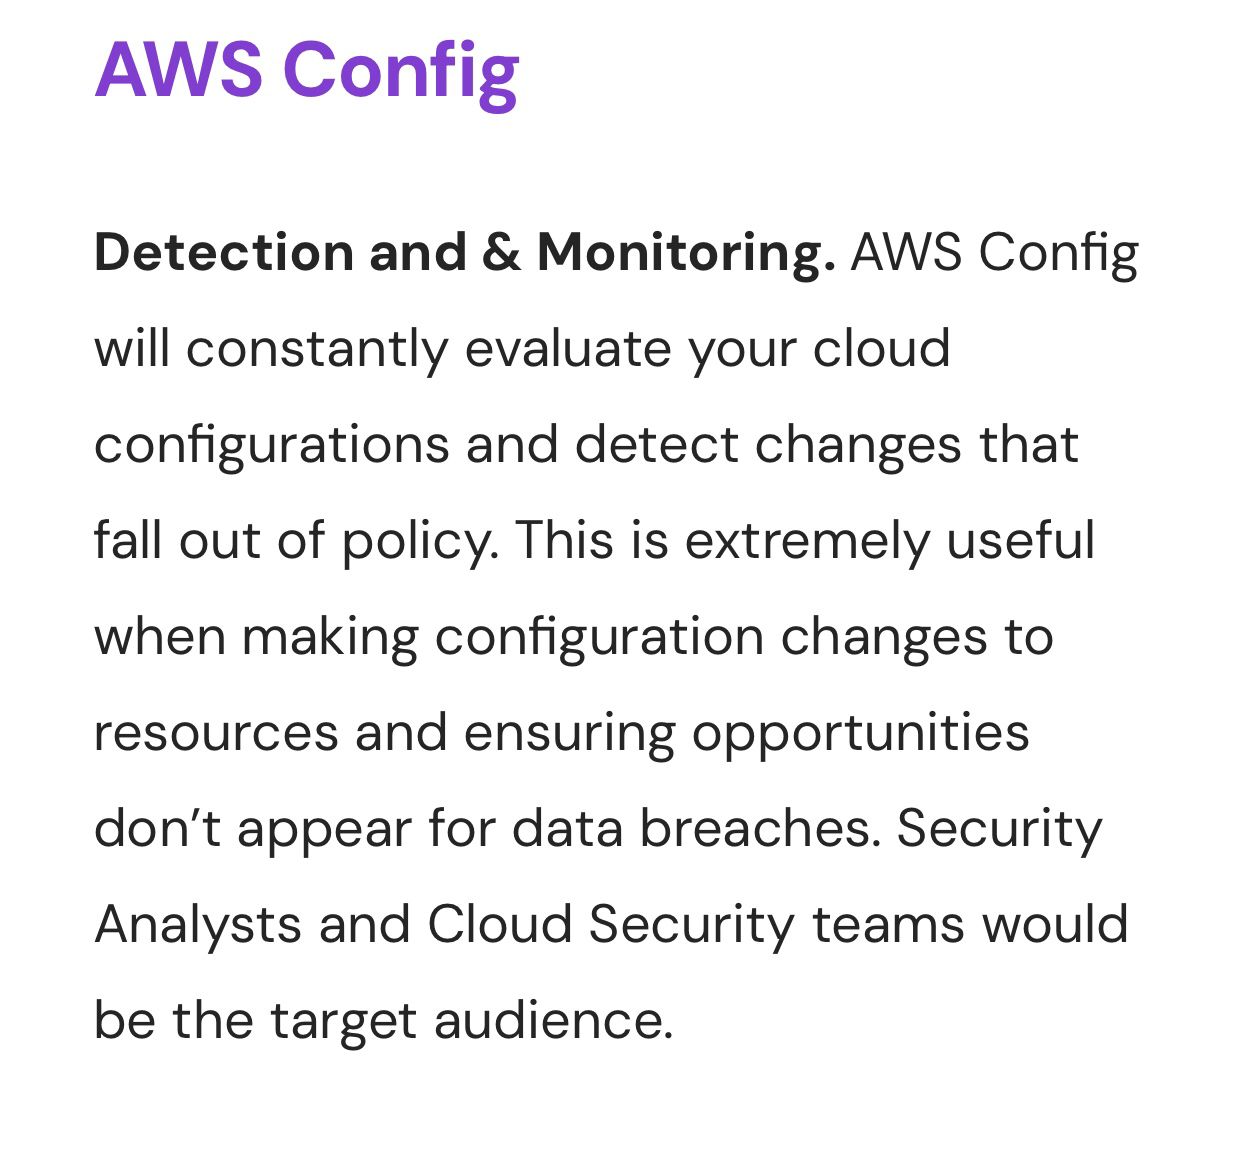 AWS Config
Detection and & Monitoring. AWS Config
will constantly evaluate your cloud
configurations and detect changes that
fall out of policy. This is extremely useful
when making configuration changes to
resources and ensuring opportunities
don’t appear for data breaches. Security
Analysts and Cloud Security teams would
be the target audience.